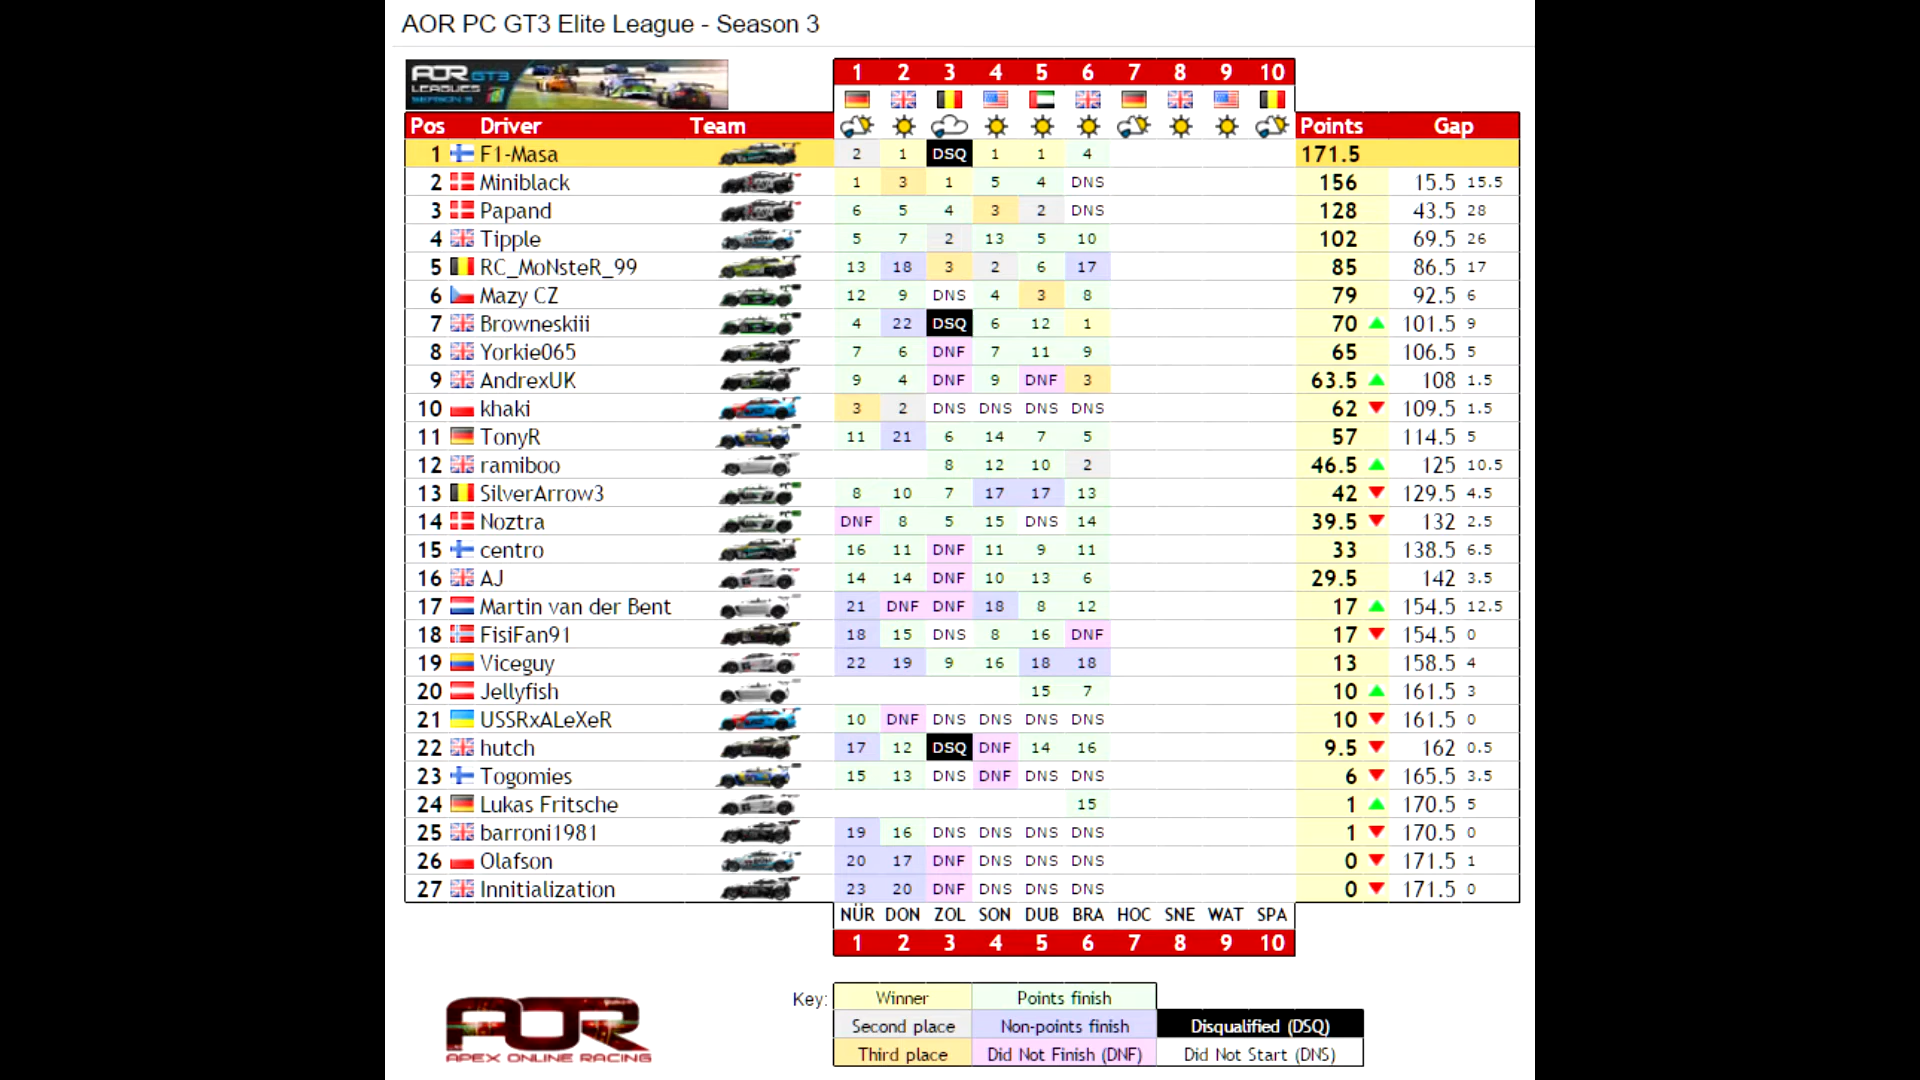 AOR PC GT3 Elite League - Season 3
AOR GT3
LEAGUES
SEASON 3
1 2 3 4 5 6 7 8 9 10
Pos Driver Team Points Gap
1 F1-Masa 2 1 DSQ 1 1 4 171.5
2 Miniblack 1 3 1 5 4 DNS 156 15.5 15.5
3 Papand 6 5 4 3 2 DNS 128 43.5 28
4 Tipple 5 7 2 13 5 10 102 69.5 26
5 RC_MoNsteR_99 13 18 3 2 6 17 85 86.5 17
6 Mazy CZ 12 9 DNS 4 3 8 79 92.5 6
7 Browneskiii 4 22 DSQ 6 12 1 70 101.5 9
8 Yorkie065 7 6 DNF 7 11 9 65 106.5 5
9 AndrexUK 9 4 DNF 9 DNF 3 63.5 108 1.5
10 khaki 3 2 DNS DNS DNS DNS 62 109.5 1.5
11 TonyR 11 21 6 14 7 5 57 114.5 5
12 ramiboo 8 12 10 2 46.5 125 10.5
13 SilverArrow3 8 10 7 17 17 13 42 129.5 4.5
14 Noztra DNF 8 5 15 DNS 14 39.5 132 2.5
15 centro 16 11 DNF 11 9 11 33 138.5 6.5
16 AJ 14 14 DNF 10 13 6 29.5 142 3.5
17 Martin van der Bent 21 DNF DNF 18 8 12 17 154.5 12.5
18 FisiFan91 18 15 DNS 8 16 DNF 17 154.5 0
19 Viceguy 22 19 9 16 18 18 13 158.5 4
20 Jellyfish 15 7 10 161.5 3
21 USSRxALeXeR 10 DNF DNS DNS DNS DNS 10 161.5 0
22 hutch 17 12 DSQ DNF 14 16 9.5 162 0.5
23 Togomies 15 13 DNS DNF DNS DNS 6 165.5 3.5
24 Lukas Fritsche 15 1 170.5 5
25 barroni1981 19 16 DNS DNS DNS DNS 1 170.5 0
26 Olafson 20 17 DNF DNS DNS DNS 0 171.5 1
27 Innitialization 23 20 DNF DNS DNS DNS 0 171.5 0
NÜR DON ZOL SON DUB BRA HOC SNE WAT SPA
1 2 3 4 5 6 7 8 9 10
Key: Winner Points finish
Second place Non-points finish Disqualified (DSQ)
Third place Did Not Finish (DNF) Did Not Start (DNS)
AOR
APEX ONLINE RACING